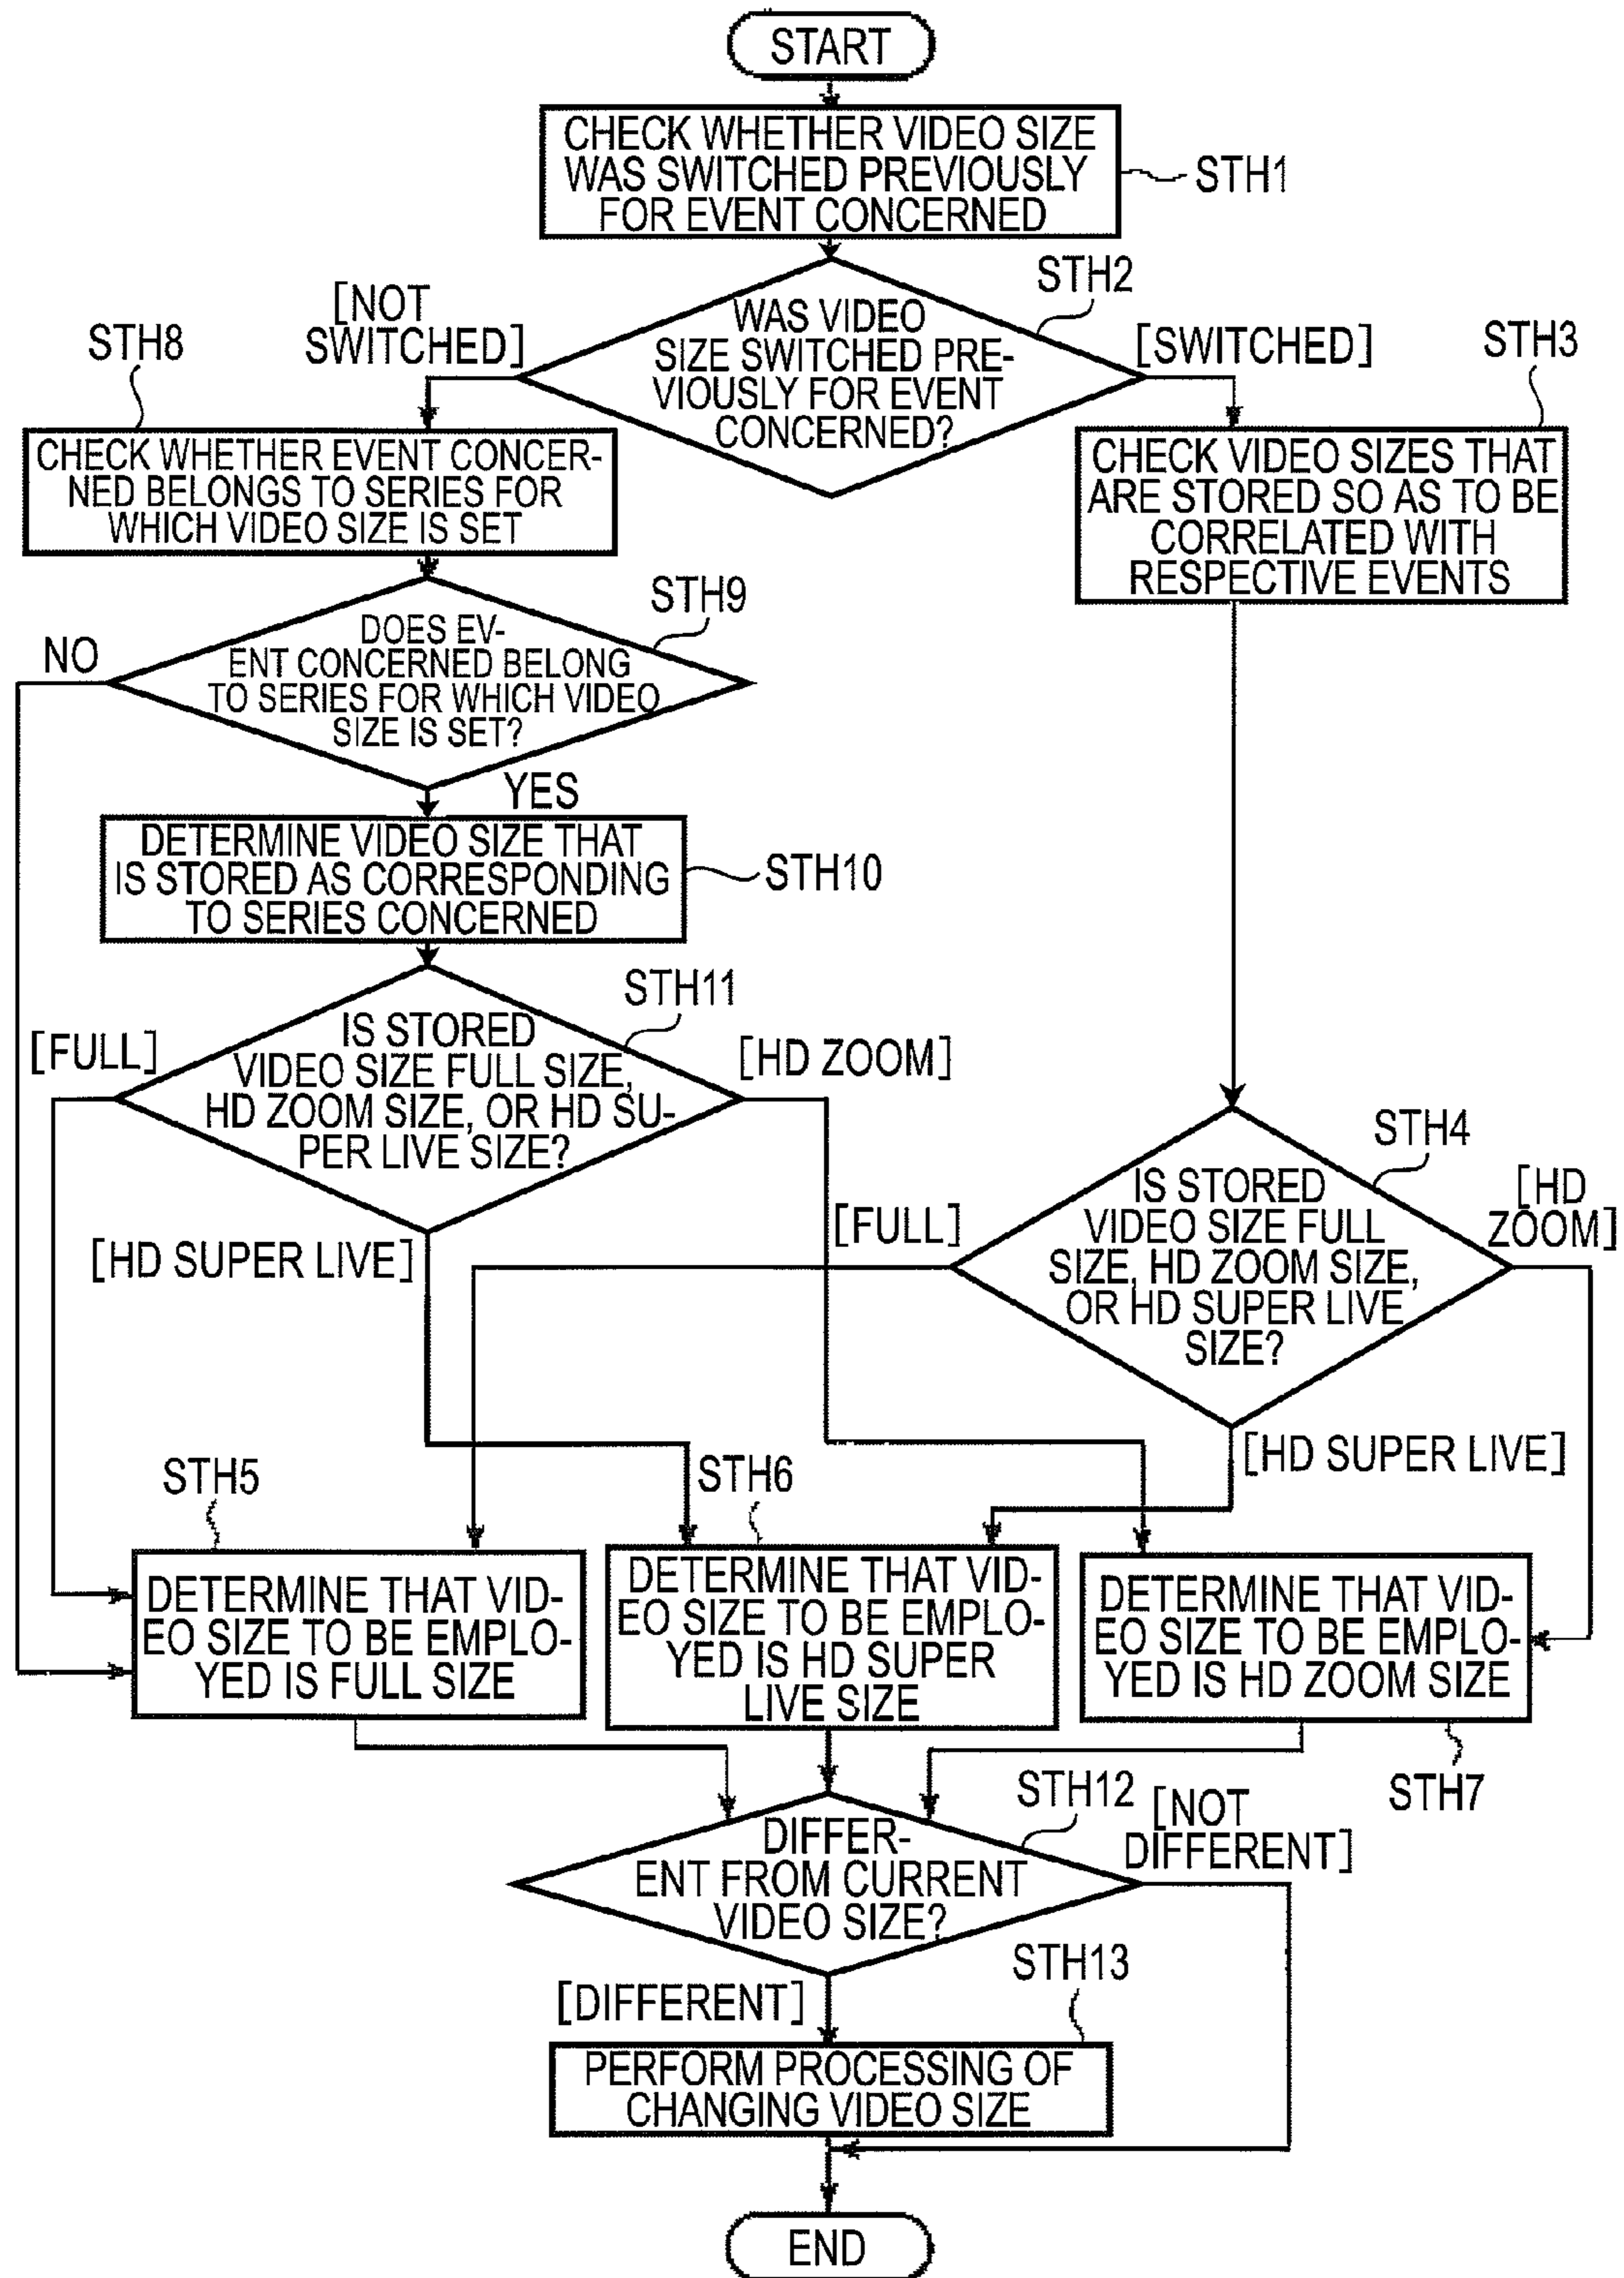 START
CHECK WHETHER VIDEO SIZE
WAS SWITCHED PREVIOUSLY
FOR EVENT CONCERNED
STH1
STH2
WAS VIDEO
SIZE SWITCHED PRE-
VIOUSLY FOR EVENT
CONCERNED?
[NOT
SWITCHED]
[SWITCHED]
STH8
STH3
CHECK WHETHER EVENT CONCER-
NED BELONGS TO SERIES FOR
WHICH VIDEO SIZE IS SET
CHECK VIDEO SIZES THAT
ARE STORED SO AS TO BE
CORRELATED WITH
RESPECTIVE EVENTS
STH9
NO
DOES EV-
ENT CONCERNED BELONG
TO SERIES FOR WHICH VIDEO
SIZE IS SET?
YES
DETERMINE VIDEO SIZE THAT
IS STORED AS CORRESPONDING
TO SERIES CONCERNED
STH10
STH11
[FULL]
IS STORED
VIDEO SIZE FULL SIZE,
HD ZOOM SIZE, OR HD SU-
PER LIVE SIZE?
[HD ZOOM]
[HD SUPER LIVE]
STH4
[FULL]
IS STORED
VIDEO SIZE FULL
SIZE, HD ZOOM SIZE,
OR HD SUPER LIVE
SIZE?
[HD
ZOOM]
[HD SUPER LIVE]
STH5
STH6
DETERMINE THAT VID-
EO SIZE TO BE EMPLO-
YED IS FULL SIZE
DETERMINE THAT VID-
EO SIZE TO BE EMPLO-
YED IS HD SUPER
LIVE SIZE
DETERMINE THAT VID-
EO SIZE TO BE EMPLO-
YED IS HD ZOOM SIZE
STH7
STH12
DIFFER-
ENT FROM CURRENT
VIDEO SIZE?
[NOT
DIFFERENT]
[DIFFERENT]
STH13
PERFORM PROCESSING OF
CHANGING VIDEO SIZE
END